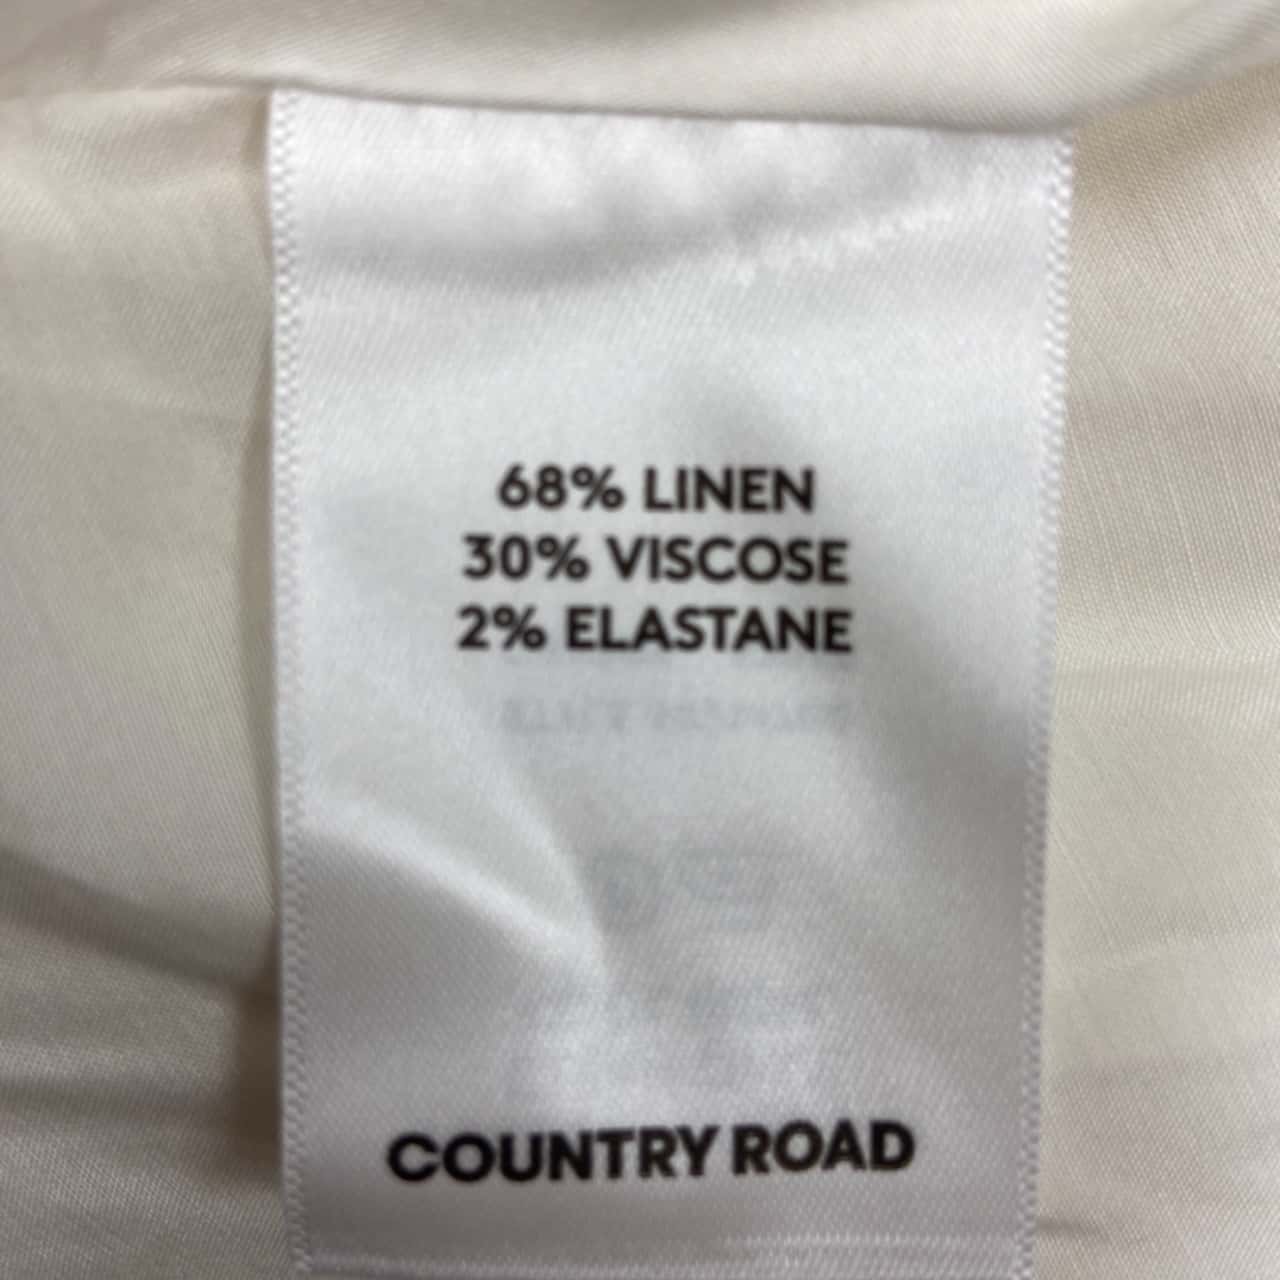 68% LINEN
30% VISCOSE
2% ELASTANE
COUNTRY ROAD